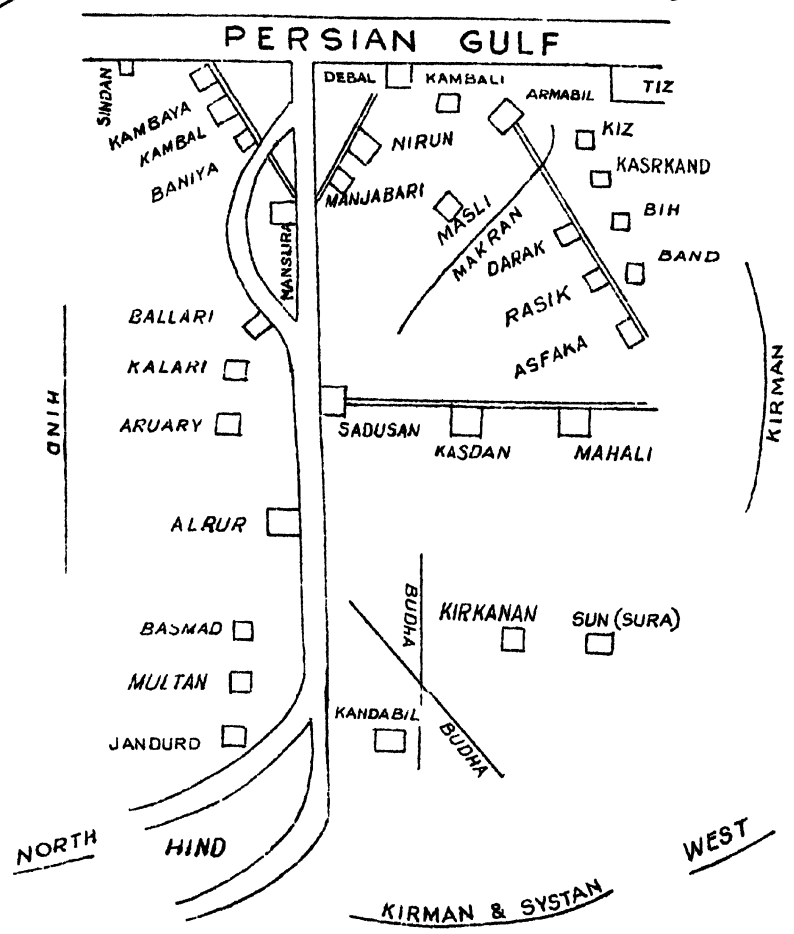 PERSIAN GULF
SINDAN
DEBAL
KAMBALI
ARMABIL
TIZ
KAMBAYA
KAMBAL
BANIYA
NIRUN
MANJABARI
KIZ
KASRKAND
MANSURA
MASLI
MAKRAN
DARAK
BIH
BAND
RASIK
ASFAKA
BALLARI
KALARI
ARUARY
HIND
KIRMAN
SADUSAN
KASDAN
MAHALI
ALRUR
BUDHA
KIRKANAN
SUN (SURA)
BASMAD
MULTAN
JANDURD
KANDABIL
BUDHA
NORTH
HIND
WEST
KIRMAN & SYSTAN